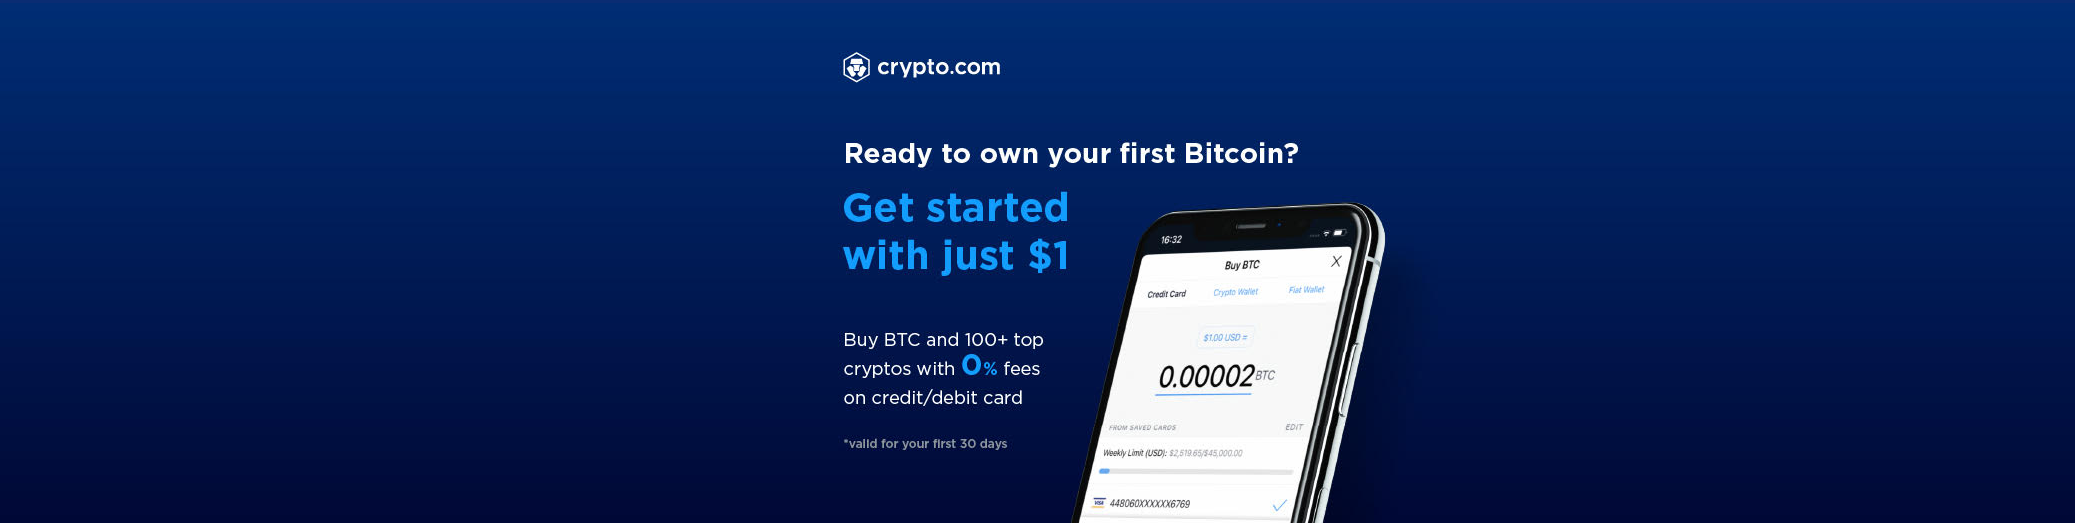 crypto.com
Ready to own your first Bitcoin?
Get started
with just $1
Buy BTC and 100+ top
cryptos with 0% fees
on credit/debit card
*valid for your first 30 days
16:32
Buy BTC X
Credit Card Crypto Wallet Fiat Wallet
$1.00 USD =
0.00002 BTC
FROM SAVED CARDS EDIT
Weekly Limit (USD): $2,519.65/$45,000.00
VISA 448060XXXXXX6769